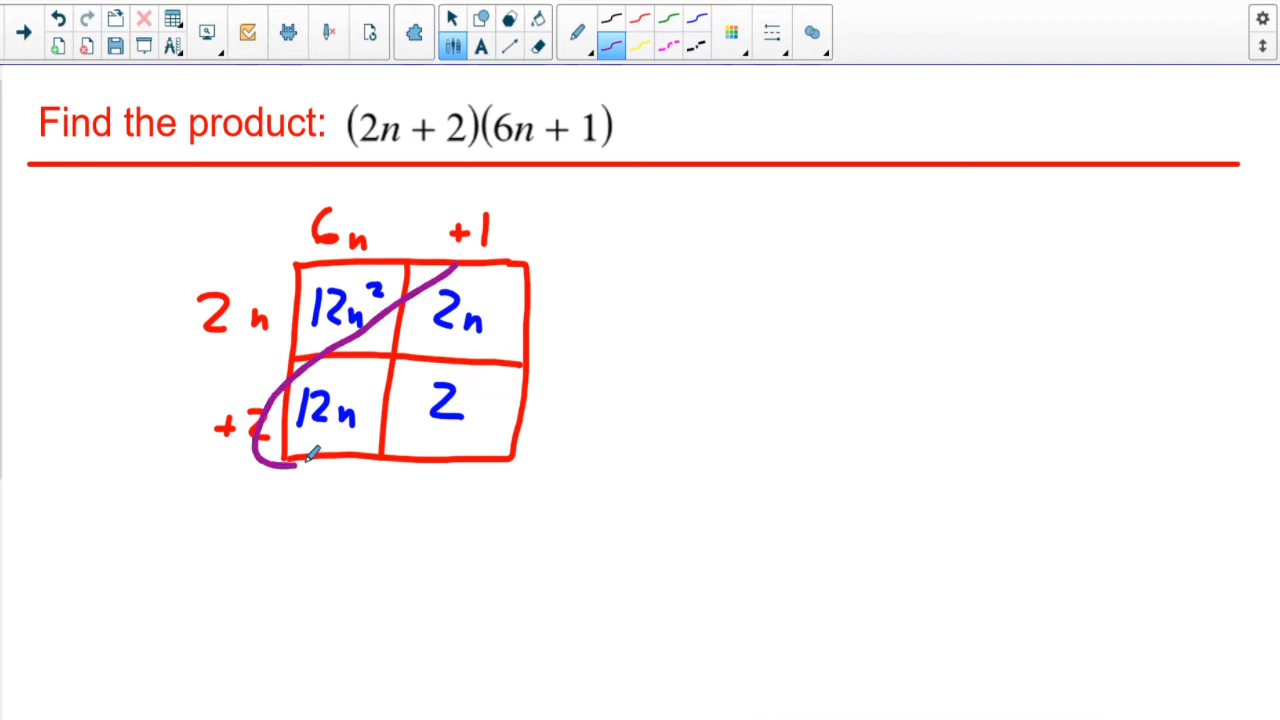 Find the product: (2n + 2)(6n + 1)
6n +1
2n 12n² 2n
+2 12n 2